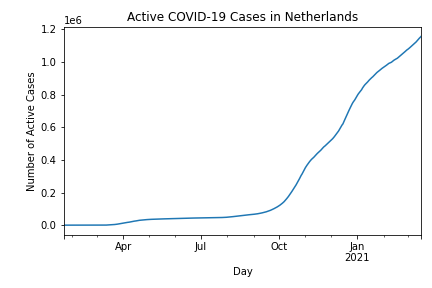 Active COVID-19 Cases in Netherlands
1e6
1.2
1.0
0.8
0.6
0.4
0.2
0.0
Number of Active Cases
Apr
Jul
Oct
Jan
2021
Day